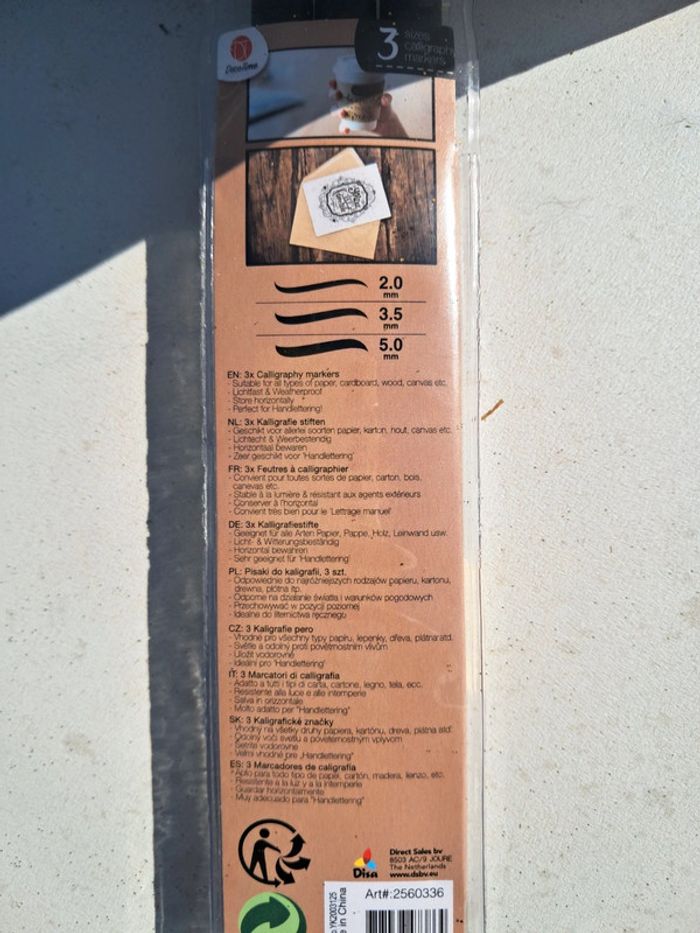 DecoTime
3
sizes
calligraphy
markers
2.0
mm
3.5
mm
5.0
mm
EN: 3x Calligraphy markers
- Suitable for all types of paper, cardboard, wood, canvas etc.
- Lichtfast & Weatherproof
- Store horizontally
- Perfect for Handlettering!
NL: 3x Kalligrafie stiften
- Geschikt voor allerlei soorten papier, karton, hout, canvas etc.
- Lichtecht & Weerbestendig
- Horizontaal bewaren
- Zeer geschikt voor 'Handlettering'
FR: 3x Feutres à calligraphier
- Convient pour toutes sortes de papier, carton, bois,
canevas etc.
- Stable à la lumière & résistant aux agents extérieurs
- Conserver à l'horizontal
- Convient très bien pour le 'Lettrage manuel'
DE: 3x Kalligrafiestifte
- Geeignet für alle Arten Papier, Pappe, Holz, Leinwand usw.
- Licht- & Witterungsbeständig
- Horizontal bewahren
- Sehr geeignet für 'Handlettering'
PL: Pisaki do kaligrafii, 3 szt.
- Odpowiednie do najróżniejszych rodzajów papieru, kartonu,
drewna, płótna itp.
- Odporne na działanie światła i warunków pogodowych
- Przechowywać w pozycji poziomej
- Idealne do liternictwa ręcznego
CZ: 3 Kaligrafie pero
- Vhodné pro všechny typy papíru, lepenky, dřeva, plátna atd.
- Světle a odolný proti povětrnostním vlivům
- Uložit vodorovně
- Ideální pro 'Handlettering'
IT: 3 Marcatori di calligrafia
- Adatto a tutti i tipi di carta, cartone, legno, tela, ecc.
- Resistente alla luce e alle intemperie
- Salva in orizzontale
- Molto adatto per "Handlettering"
SK: 3 Kaligrafické značky
- Vhodný na všetky druhy papiera, kartónu, dreva, plátna atď.
- Odolný voči svetlu a poveternostným vplyvom
- Šetrite vodorovne
- Veľmi vhodné pre „Handlettering"
ES: 3 Marcadores de caligrafía
- Apto para todo tipo de papel, cartón, madera, lienzo, etc.
- Resistente a la luz y a la intemperie
- Guardar horizontalmente
- Muy adecuado para "Handlettering"
Disa
Direct Sales bv
8503 AC/9 JOURE
The Netherlands
www.dsbv.eu
Art#:2560336
YK2003125
in China